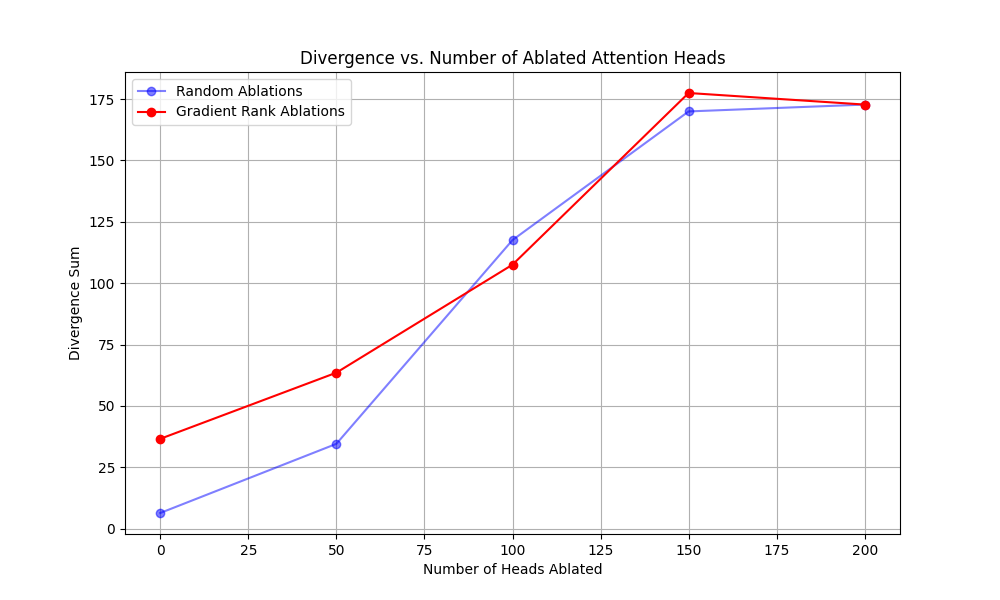 Divergence vs. Number of Ablated Attention Heads
Random Ablations
Gradient Rank Ablations
Divergence Sum
175
150
125
100
75
50
25
0
0 25 50 75 100 125 150 175 200
Number of Heads Ablated